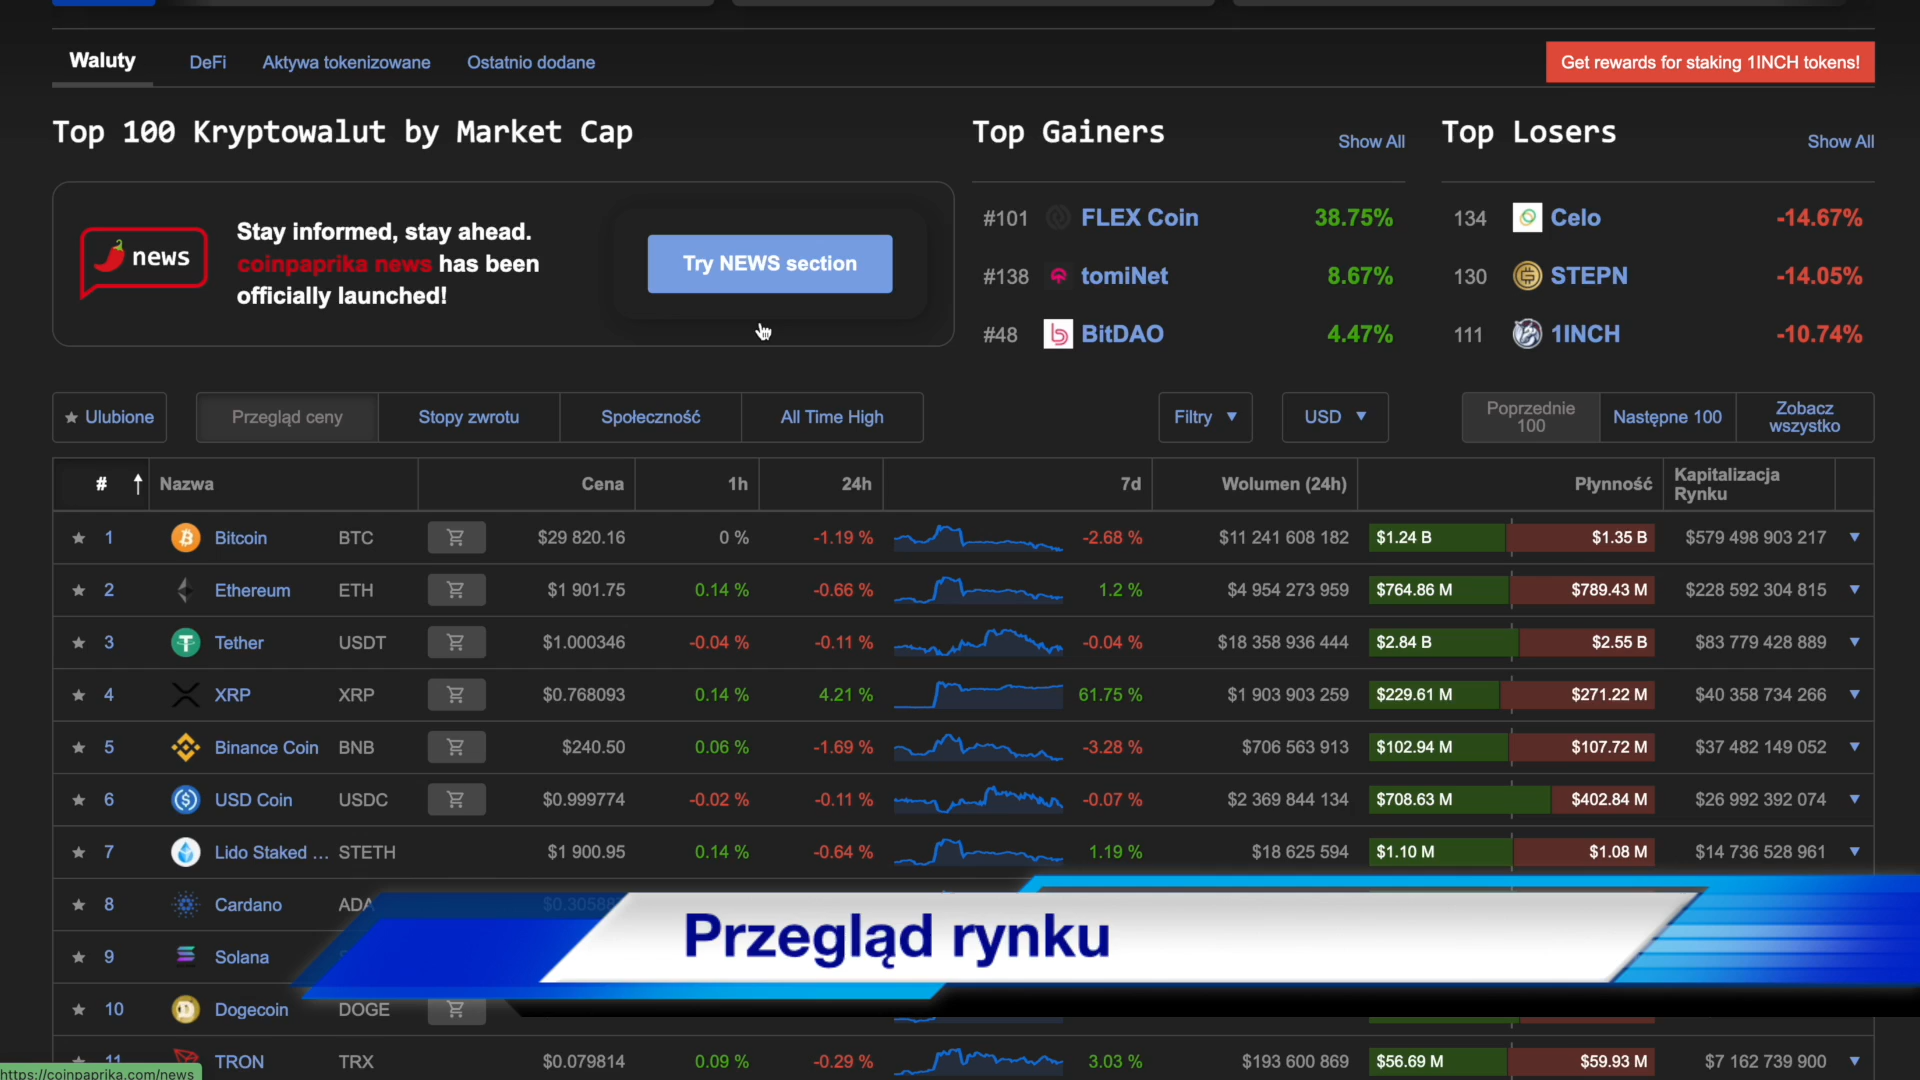 Waluty DeFi Aktywa tokenizowane Ostatnio dodane Get rewards for staking 1INCH tokens!
Top 100 Kryptowalut by Market Cap
Top Gainers Show All
Top Losers Show All
news
Stay informed, stay ahead.
coinpaprika news has been
officially launched!
Try NEWS section
#101 FLEX Coin 38.75%
#138 tomiNet 8.67%
#48 BitDAO 4.47%
134 Celo -14.67%
130 STEPN -14.05%
111 1INCH -10.74%
Ulubione Przegląd ceny Stopy zwrotu Społeczność All Time High Filtry USD
Poprzednie
100
Następne 100
Zobacz
wszystko
# Nazwa Cena 1h 24h 7d Wolumen (24h) Płynność
Kapitalizacja
Rynku
1 Bitcoin BTC $29 820.16 0 % -1.19 % -2.68 % $11 241 608 182 $1.24 B $1.35 B $579 498 903 217
2 Ethereum ETH $1 901.75 0.14 % -0.66 % 1.2 % $4 954 273 959 $764.86 M $789.43 M $228 592 304 815
3 Tether USDT $1.000346 -0.04 % -0.11 % -0.04 % $18 358 936 444 $2.84 B $2.55 B $83 779 428 889
4 XRP XRP $0.768093 0.14 % 4.21 % 61.75 % $1 903 903 259 $229.61 M $271.22 M $40 358 734 266
5 Binance Coin BNB $240.50 0.06 % -1.69 % -3.28 % $706 563 913 $102.94 M $107.72 M $37 482 149 052
6 USD Coin USDC $0.999774 -0.02 % -0.11 % -0.07 % $2 369 844 134 $708.63 M $402.84 M $26 992 392 074
7 Lido Staked ... STETH $1 900.95 0.14 % -0.64 % 1.19 % $18 625 594 $1.10 M $1.08 M $14 736 528 961
8 Cardano ADA
Przegląd rynku
9 Solana
10 Dogecoin DOGE
11 TRON TRX $0.079814 0.09 % -0.29 % 3.03 % $193 600 869 $56.69 M $59.93 M $7 162 739 900
https://coinpaprika.com/news